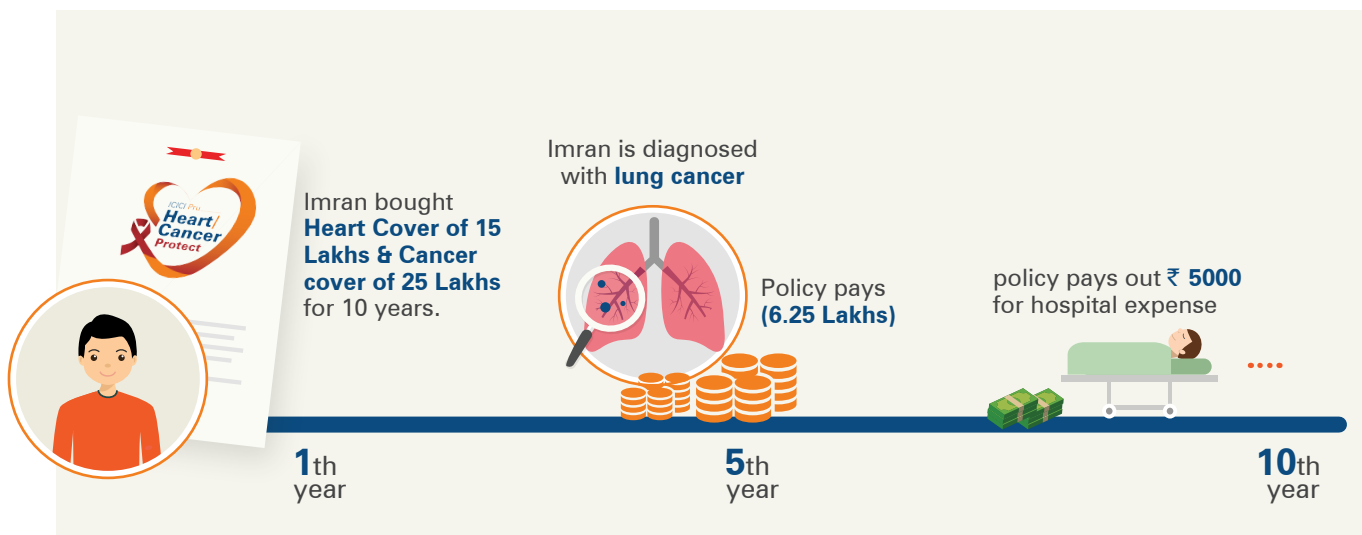 ICICI Pru
Heart/
Cancer
Protect
Imran bought
Heart Cover of 15
Lakhs & Cancer
cover of 25 Lakhs
for 10 years.
Imran is diagnosed
with lung cancer
Policy pays
(6.25 Lakhs)
policy pays out ₹ 5000
for hospital expense
1th
year
5th
year
10th
year